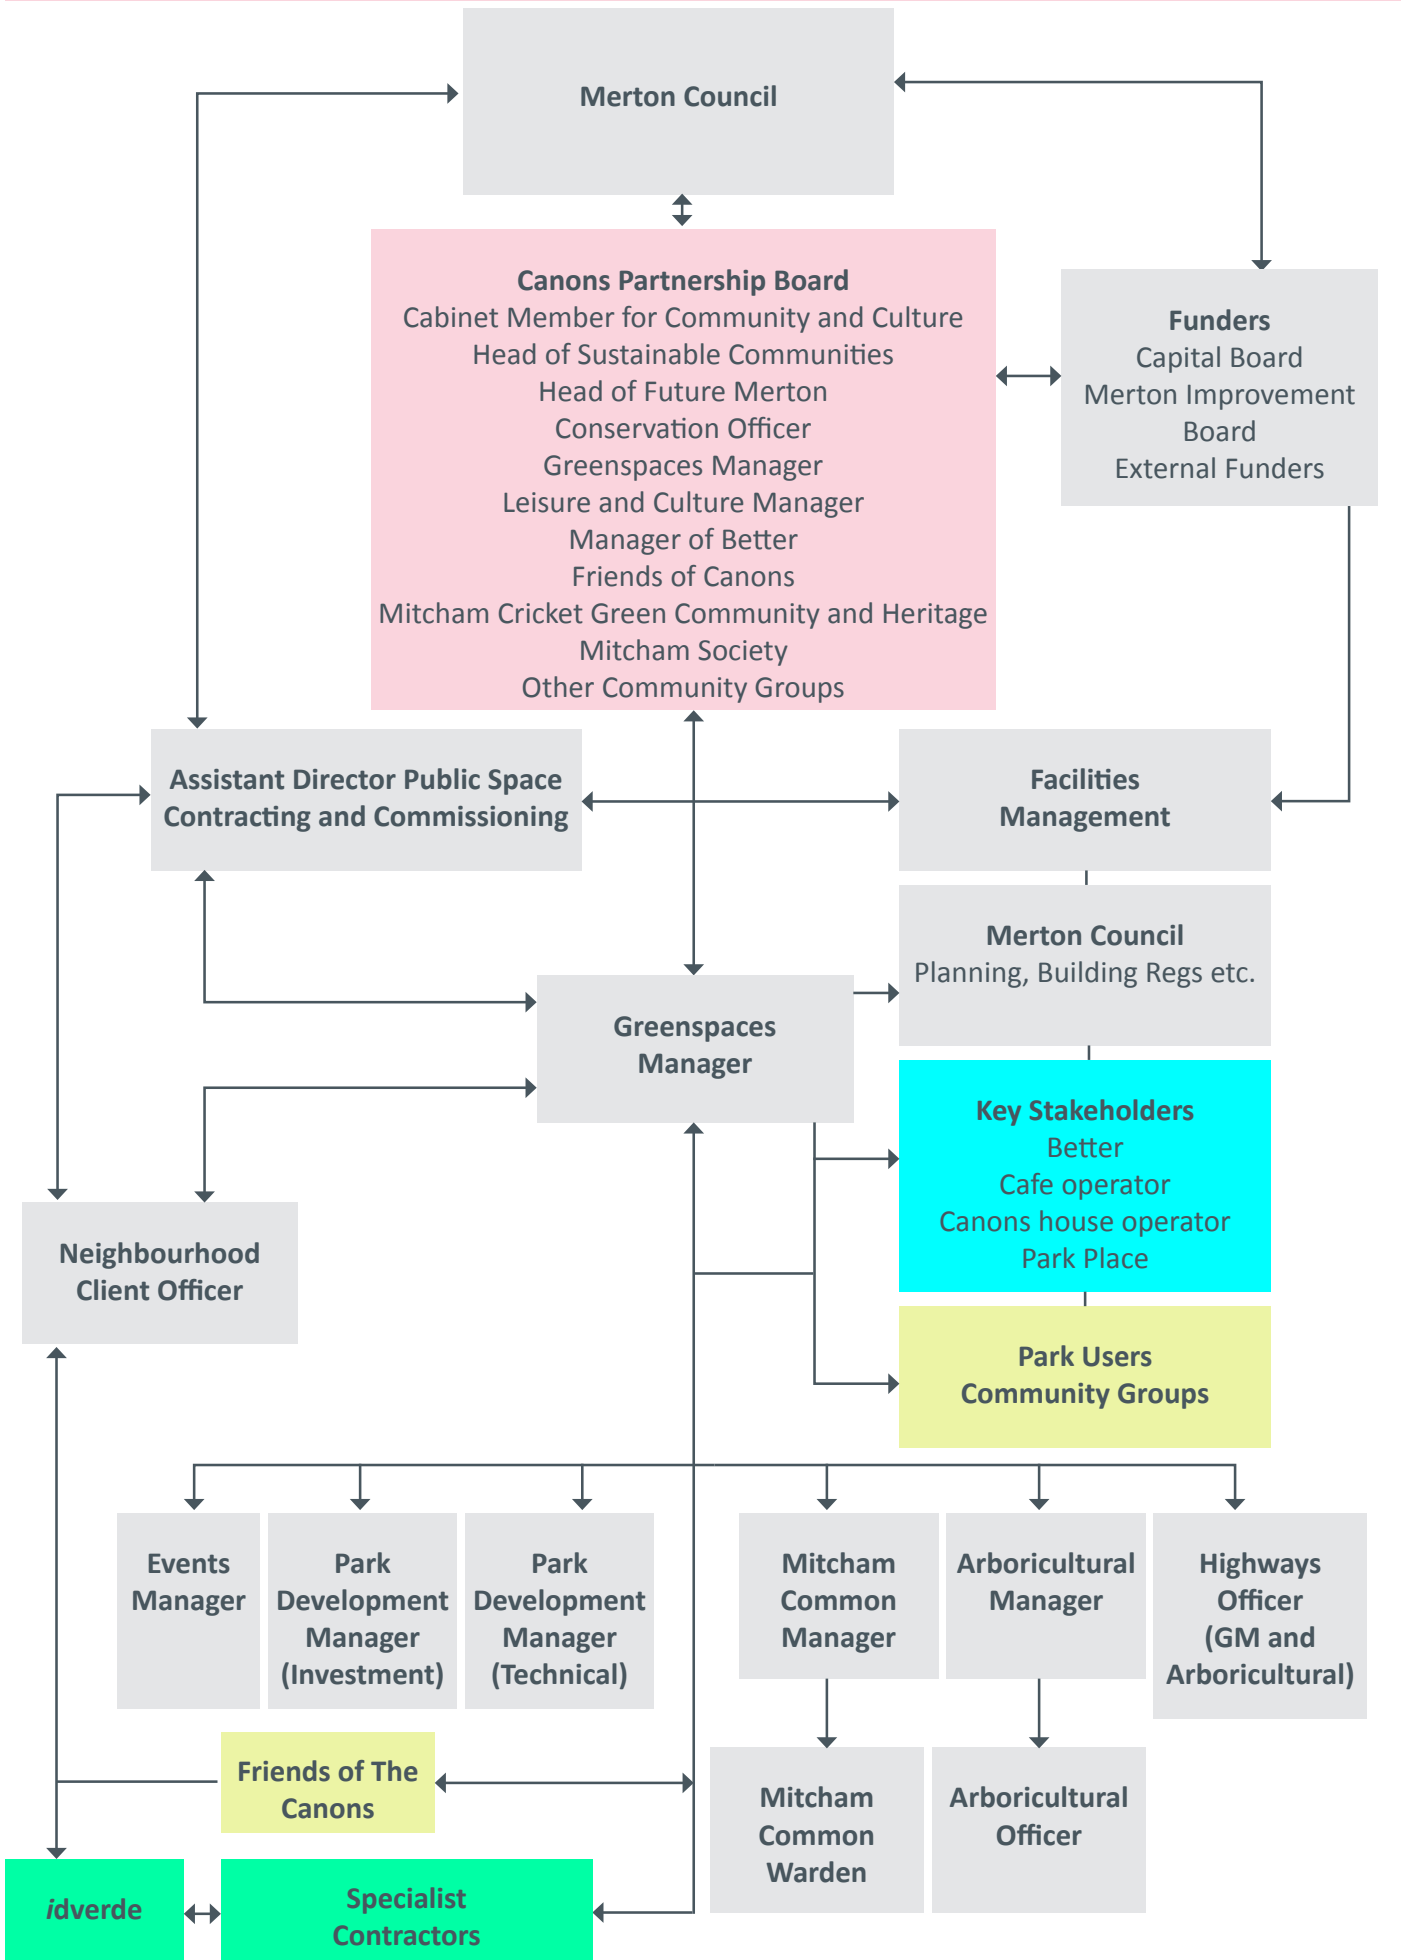 Merton Council
Canons Partnership Board
Cabinet Member for Community and Culture
Head of Sustainable Communities
Head of Future Merton
Conservation Officer
Greenspaces Manager
Leisure and Culture Manager
Manager of Better
Friends of Canons
Mitcham Cricket Green Community and Heritage
Mitcham Society
Other Community Groups
Funders
Capital Board
Merton Improvement
Board
External Funders
Assistant Director Public Space
Contracting and Commissioning
Facilities
Management
Merton Council
Planning, Building Regs etc.
Greenspaces
Manager
Key Stakeholders
Better
Cafe operator
Canons house operator
Park Place
Neighbourhood
Client Officer
Park Users
Community Groups
Events
Manager
Park
Development
Manager
(Investment)
Park
Development
Manager
(Technical)
Mitcham
Common
Manager
Arboricultural
Manager
Highways
Officer
(GM and
Arboricultural)
Friends of The
Canons
Mitcham
Common
Warden
Arboricultural
Officer
idverde
Specialist
Contractors